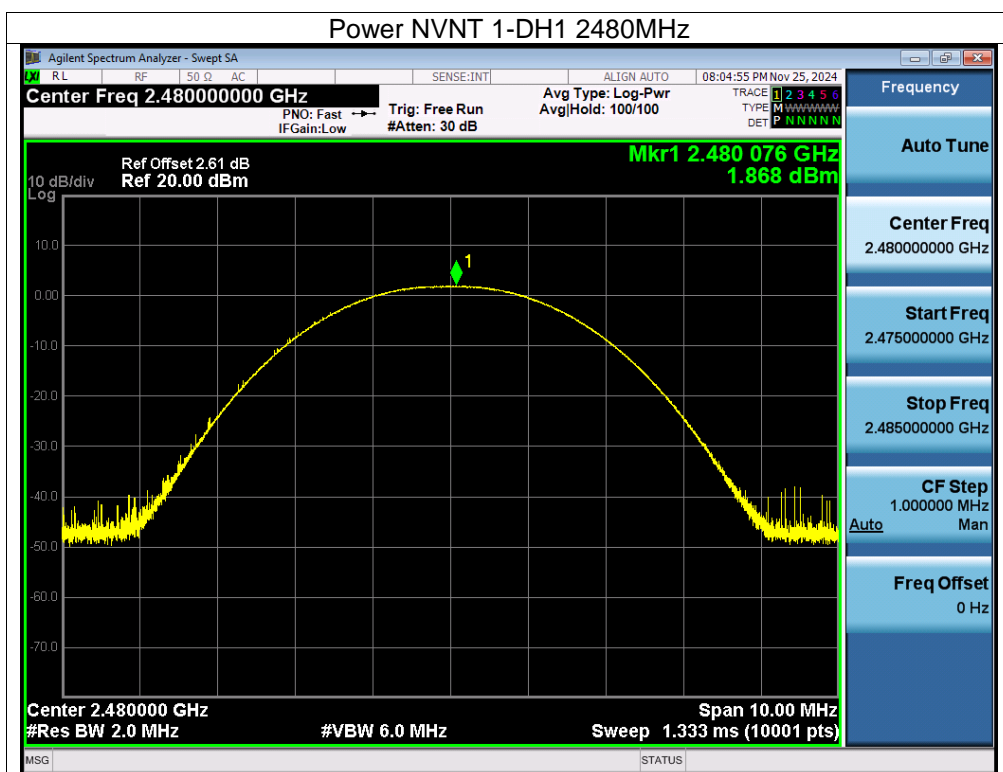 Power NVNT 1-DH1 2480MHz
Agilent Spectrum Analyzer - Swept SA
LXI RL RF 50 Ω AC SENSE:INT ALIGN AUTO 08:04:55 PM Nov 25, 2024
Center Freq 2.480000000 GHz
PNO: Fast
IFGain:Low
Trig: Free Run
#Atten: 30 dB
Avg Type: Log-Pwr
Avg|Hold: 100/100
TRACE 1 2 3 4 5 6
TYPE M WWWWW
DET P N N N N N
Mkr1 2.480 076 GHz
1.868 dBm
Ref Offset 2.61 dB
10 dB/div Ref 20.00 dBm
Log
10.0
1
0.00
-10.0
-20.0
-30.0
-40.0
-50.0
-60.0
-70.0
Center 2.480000 GHz Span 10.00 MHz
#Res BW 2.0 MHz #VBW 6.0 MHz Sweep 1.333 ms (10001 pts)
MSG STATUS
Frequency
Auto Tune
Center Freq
2.480000000 GHz
Start Freq
2.475000000 GHz
Stop Freq
2.485000000 GHz
CF Step
1.000000 MHz
Auto Man
Freq Offset
0 Hz